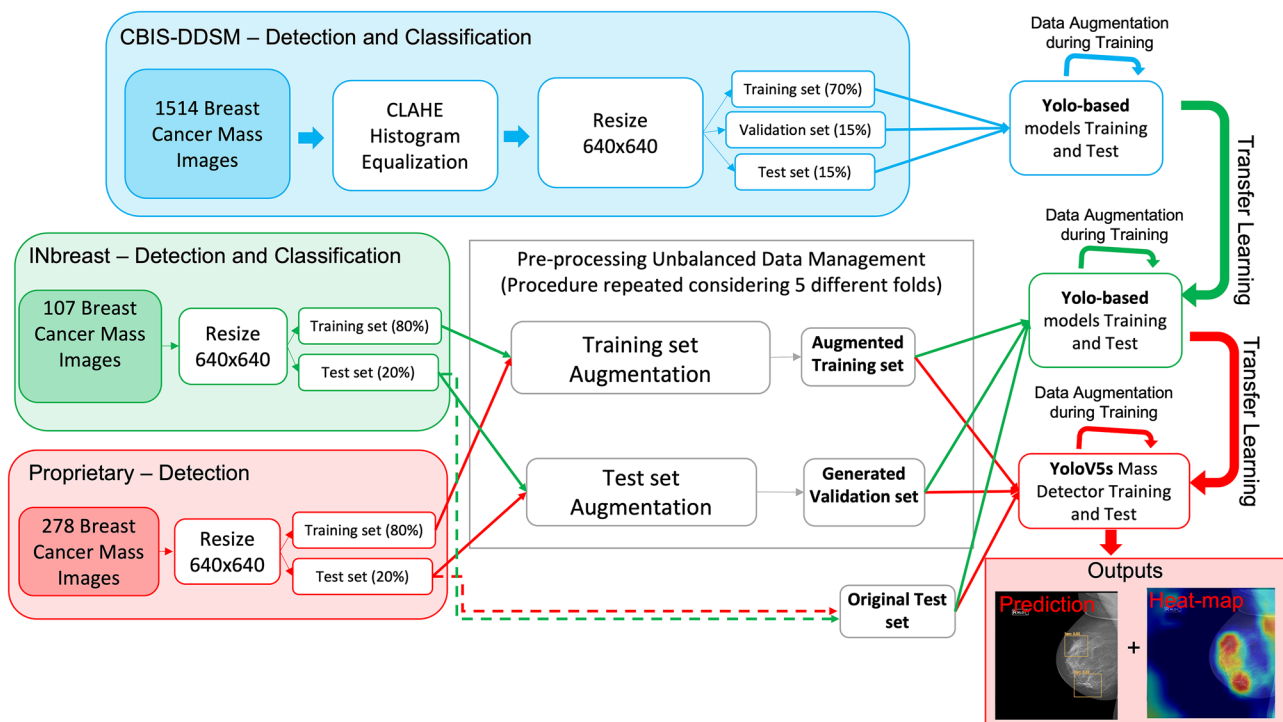 CBIS-DDSM – Detection and Classification
1514 Breast
Cancer Mass
Images
CLAHE
Histogram
Equalization
Resize
640x640
Training set (70%)
Validation set (15%)
Test set (15%)
Data Augmentation
during Training
Yolo-based
models Training
and Test
Transfer Learning
INbreast – Detection and Classification
107 Breast
Cancer Mass
Images
Resize
640x640
Training set (80%)
Test set (20%)
Pre-processing Unbalanced Data Management
(Procedure repeated considering 5 different folds)
Training set
Augmentation
Augmented
Training set
Test set
Augmentation
Generated
Validation set
Data Augmentation
during Training
Yolo-based
models Training
and Test
Transfer Learning
Proprietary – Detection
278 Breast
Cancer Mass
Images
Resize
640x640
Training set (80%)
Test set (20%)
Original Test
set
Data Augmentation
during Training
YoloV5s Mass
Detector Training
and Test
Outputs
Prediction
+
Heat-map